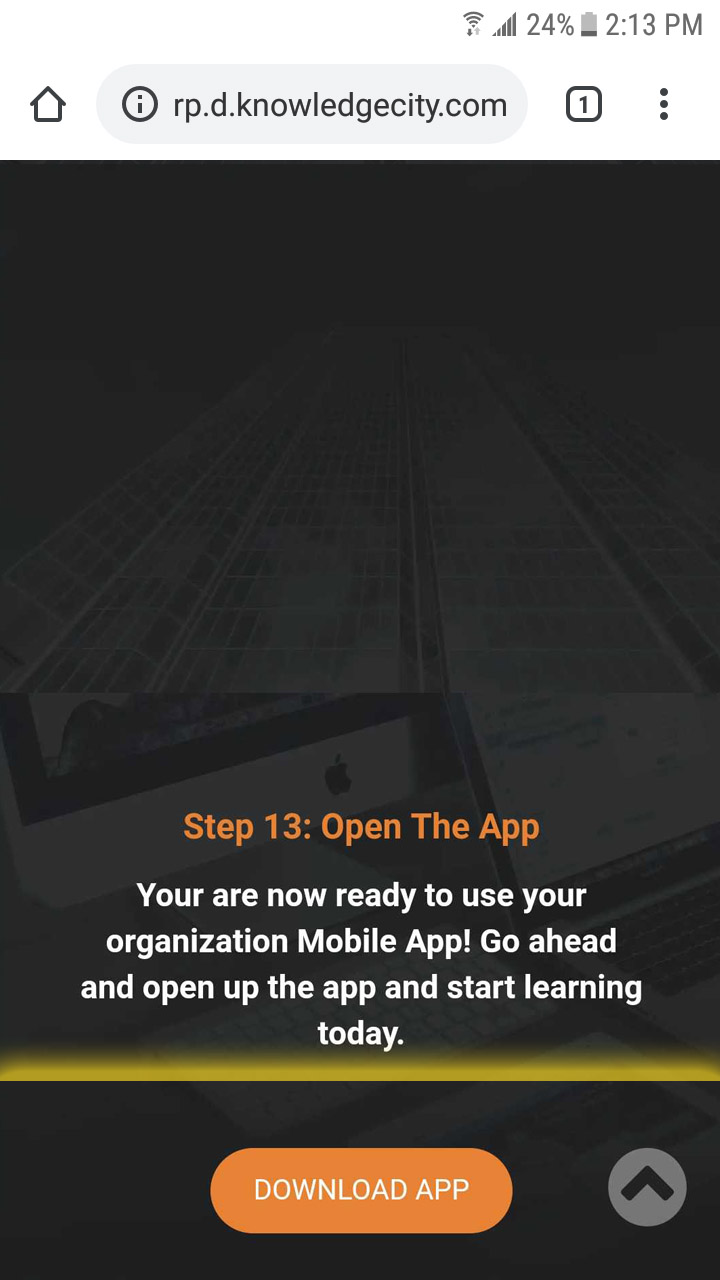 24% 2:13 PM
rp.d.knowledgecity.com
1
Step 13: Open The App
Your are now ready to use your
organization Mobile App! Go ahead
and open up the app and start learning
today.
DOWNLOAD APP